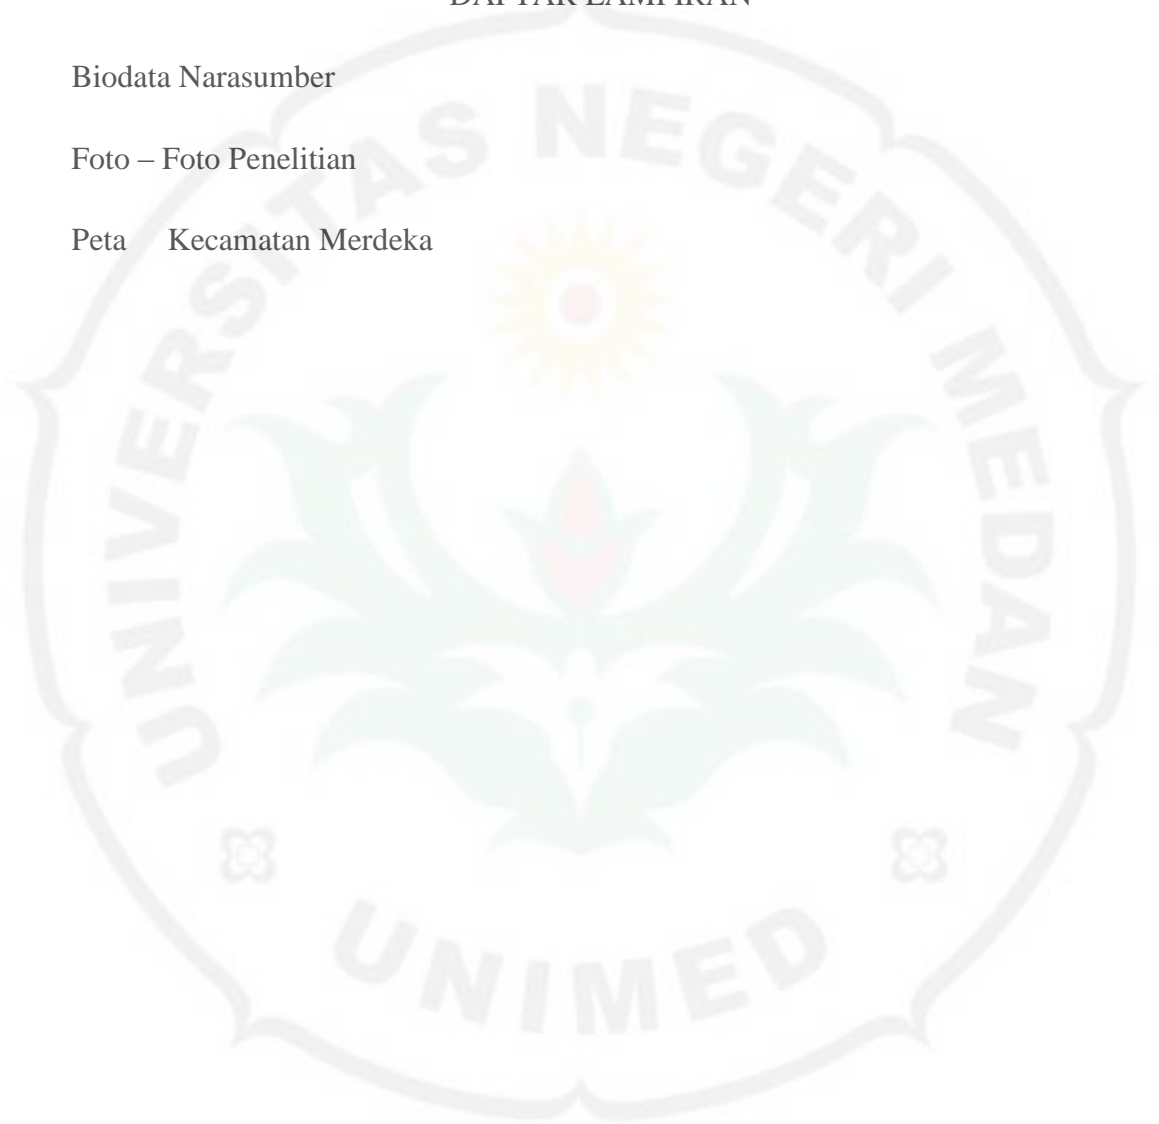 DAFTAR LAMPIRAN
Biodata Narasumber
Foto – Foto Penelitian
Peta Kecamatan Merdeka
UNIVERSITAS NEGERI MEDAN
UNIMED